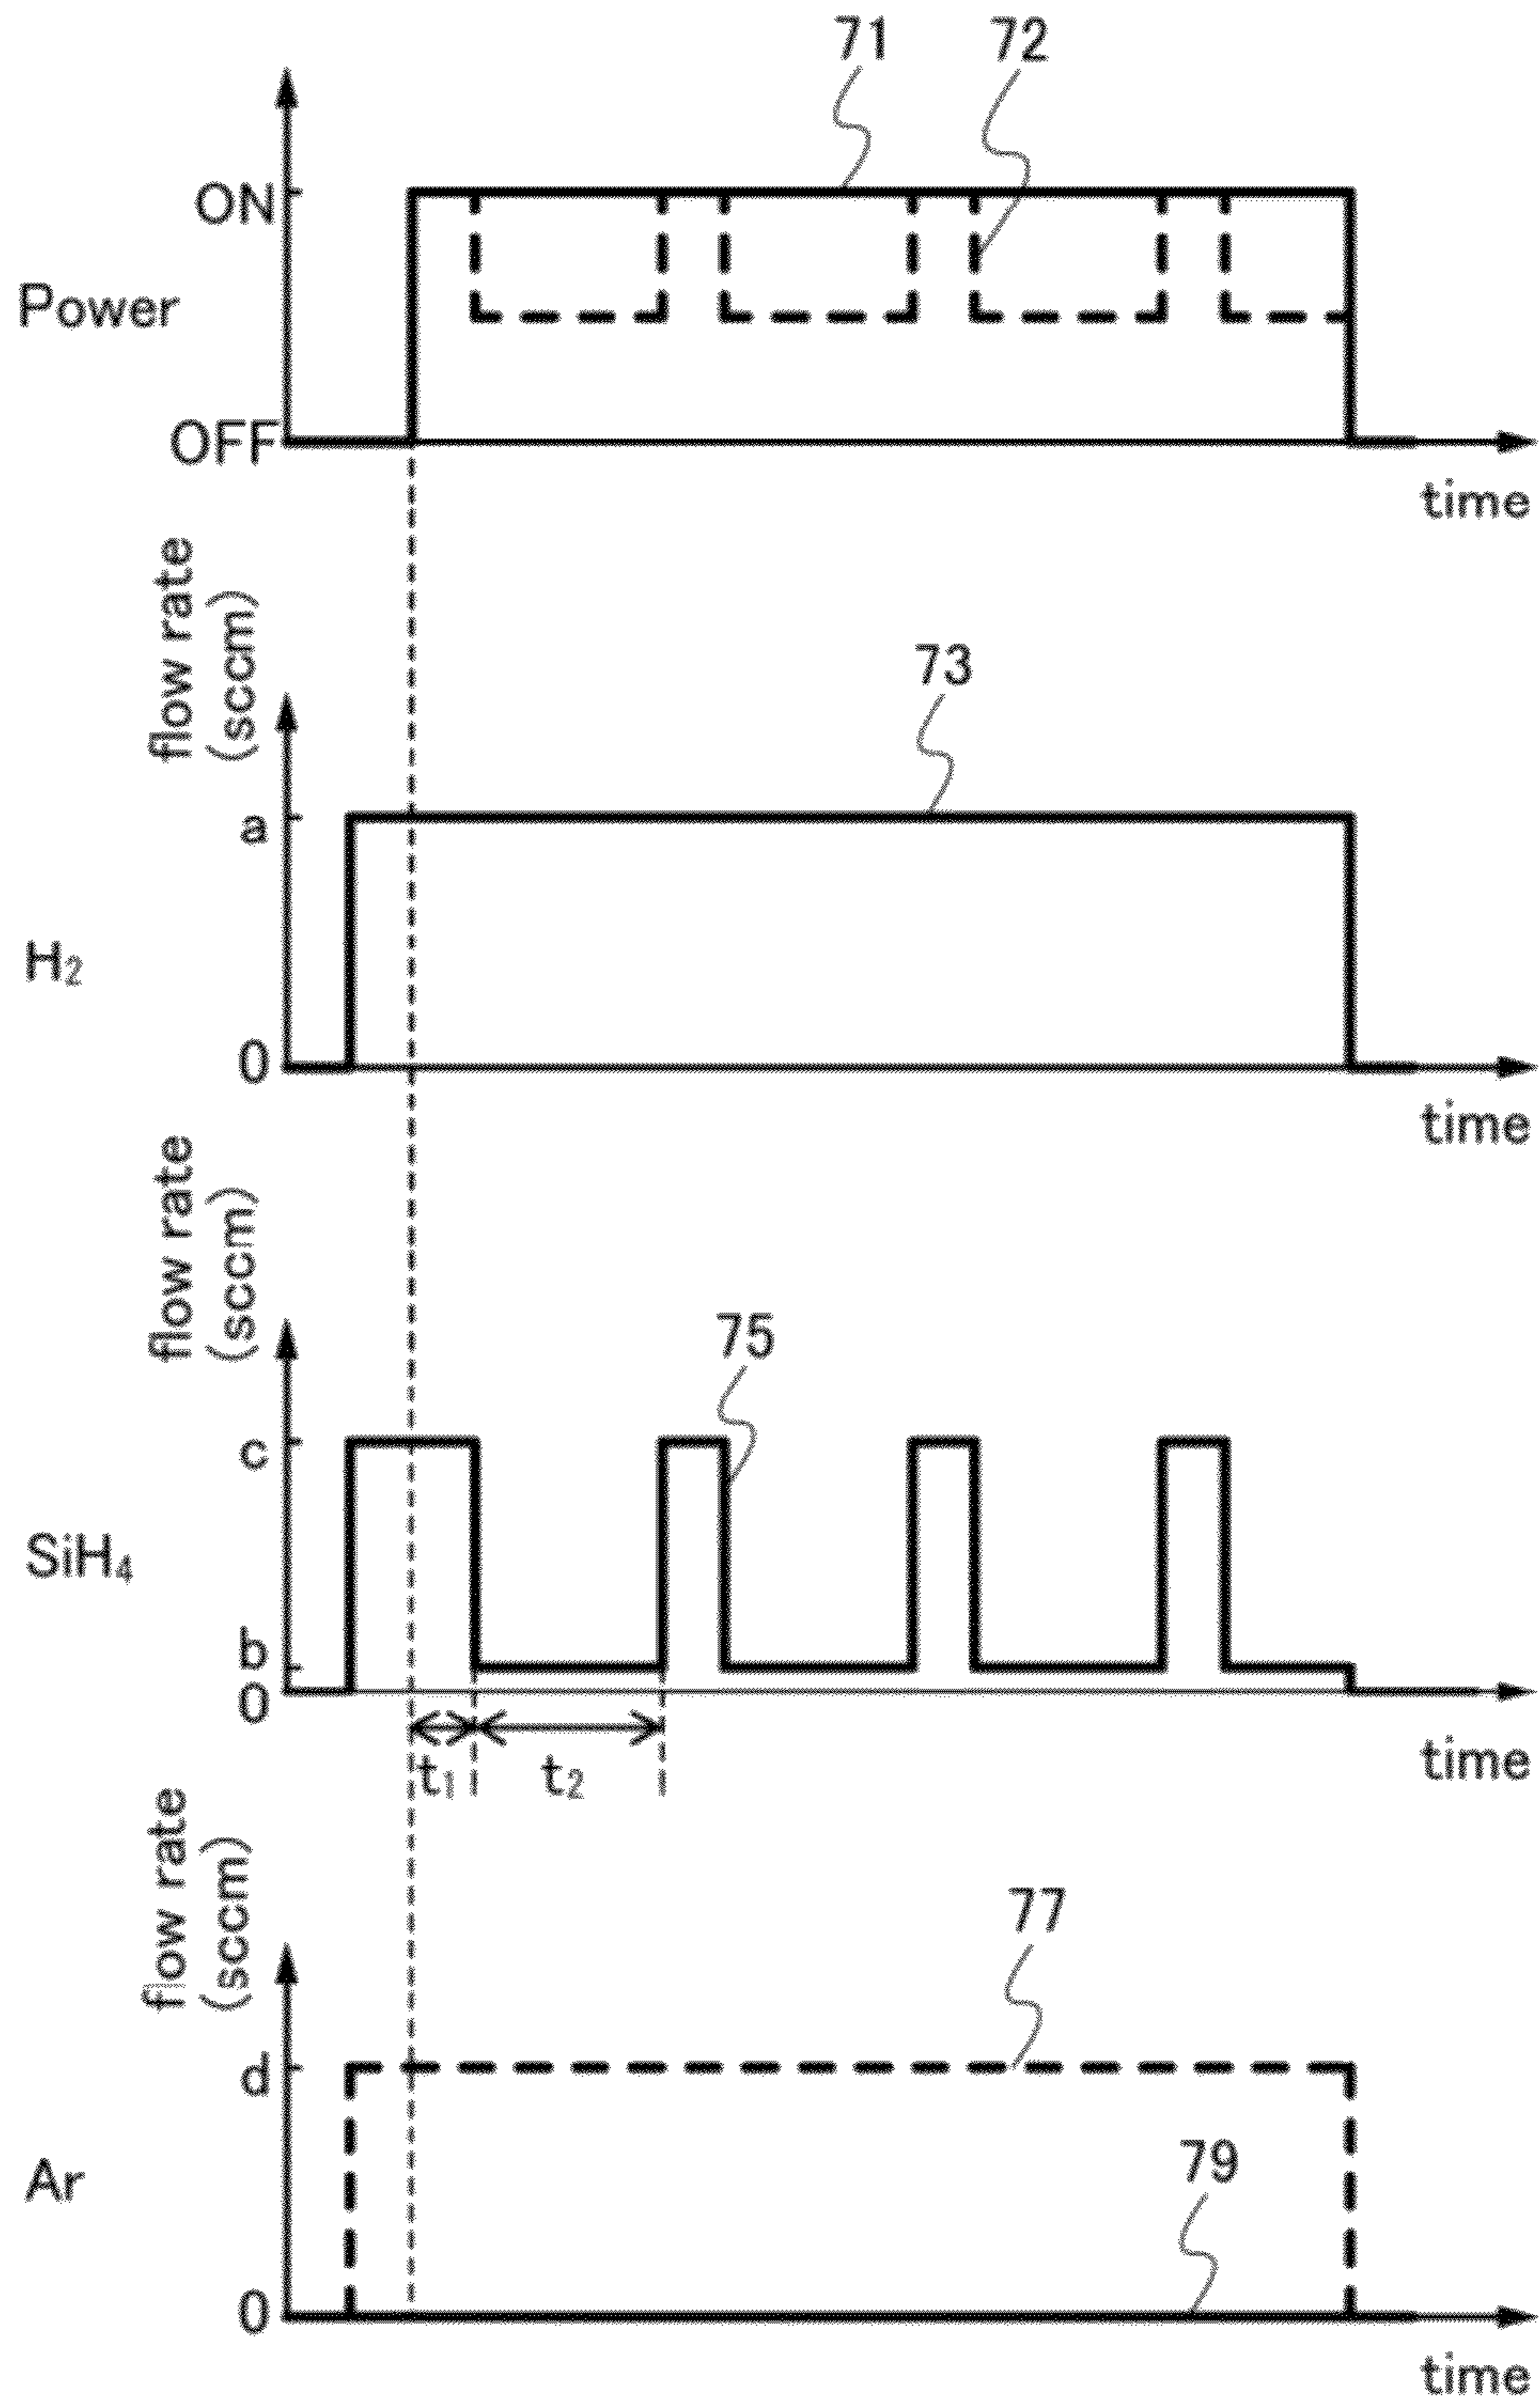 71 72
ON
Power
OFF
time
flow rate
(sccm)
73
a
H2
0
time
flow rate
(sccm)
75
c
SiH4
b
0
t1 t2
time
flow rate
(sccm)
77
d
79
Ar
0
time